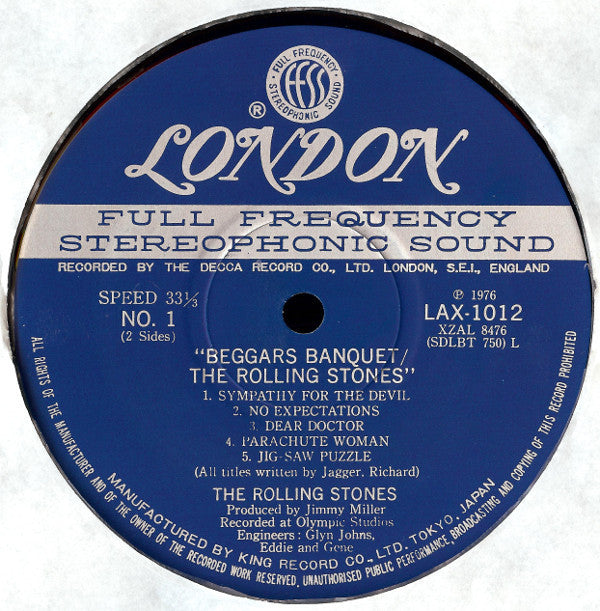 FULL FREQUENCY
ffss
STEREOPHONIC SOUND
®
LONDON
FULL FREQUENCY
STEREOPHONIC SOUND
RECORDED BY THE DECCA RECORD CO., LTD. LONDON, S.E.I., ENGLAND
SPEED 33⅓
NO. 1
(2 Sides)
℗ 1976
LAX-1012
XZAL 8476
(SDLBT 750) L
"BEGGARS BANQUET/
THE ROLLING STONES"
1. SYMPATHY FOR THE DEVIL
2. NO EXPECTATIONS
3. DEAR DOCTOR
4. PARACHUTE WOMAN
5. JIG-SAW PUZZLE
(All titles written by Jagger, Richard)
THE ROLLING STONES
Produced by Jimmy Miller
Recorded at Olympic Studios
Engineers : Glyn Johns,
Eddie and Gene
MANUFACTURED BY KING RECORD CO., LTD. TOKYO, JAPAN
ALL RIGHTS OF THE MANUFACTURER AND OF THE OWNER OF THE RECORDED WORK RESERVED. UNAUTHORISED PUBLIC PERFORMANCE, BROADCASTING AND COPYING OF THIS RECORD PROHIBITED